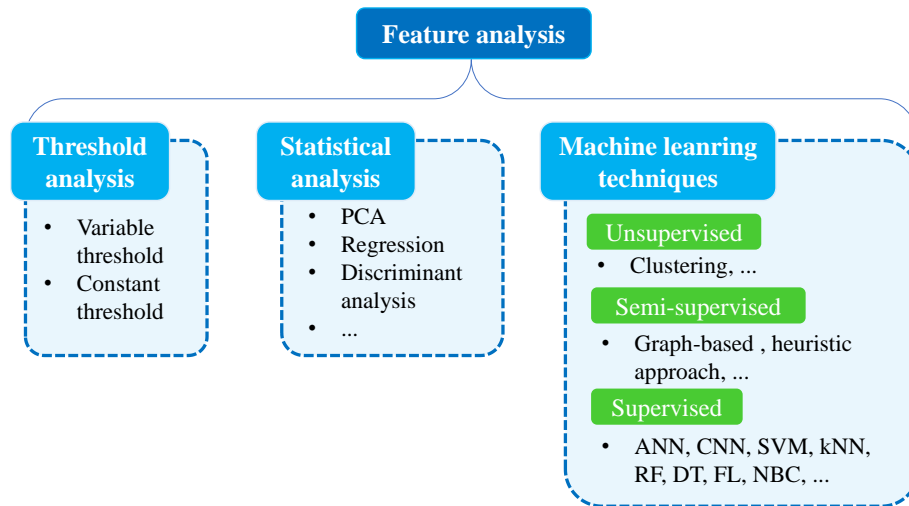 Feature analysis
Threshold
analysis
• Variable
threshold
• Constant
threshold
Statistical
analysis
• PCA
• Regression
• Discriminant
analysis
• ...
Machine leanring
techniques
Unsupervised
• Clustering, ...
Semi-supervised
• Graph-based , heuristic
approach, ...
Supervised
• ANN, CNN, SVM, kNN,
RF, DT, FL, NBC, ...